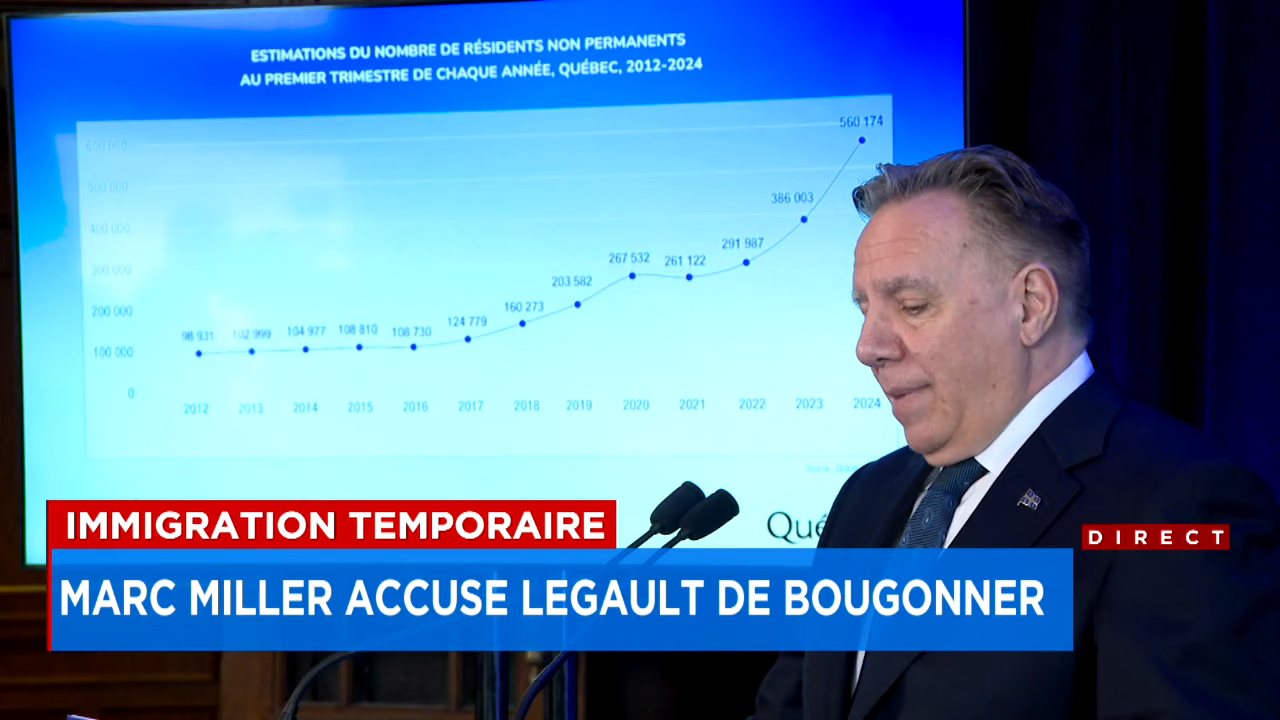 ESTIMATIONS DU NOMBRE DE RÉSIDENTS NON PERMANENTS
AU PREMIER TRIMESTRE DE CHAQUE ANNÉE, QUÉBEC, 2012-2024
600 000
500 000
400 000
300 000
200 000
100 000
0
98 931
102 999
104 977
108 810
108 730
124 779
160 273
203 582
267 532
261 122
291 987
386 003
560 174
2012 2013 2014 2015 2016 2017 2018 2019 2020 2021 2022 2023 2024
Qué
IMMIGRATION TEMPORAIRE
DIRECT
MARC MILLER ACCUSE LEGAULT DE BOUGONNER